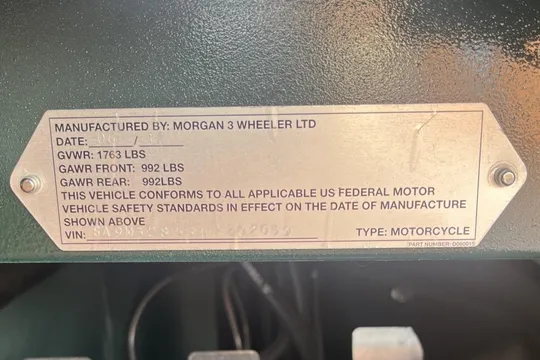 MANUFACTURED BY: MORGAN 3 WHEELER LTD
DATE: /
GVWR: 1763 LBS
GAWR FRONT: 992 LBS
GAWR REAR: 992LBS
THIS VEHICLE CONFORMS TO ALL APPLICABLE US FEDERAL MOTOR
VEHICLE SAFETY STANDARDS IN EFFECT ON THE DATE OF MANUFACTURE
SHOWN ABOVE
VIN: TYPE: MOTORCYCLE
PART NUMBER: